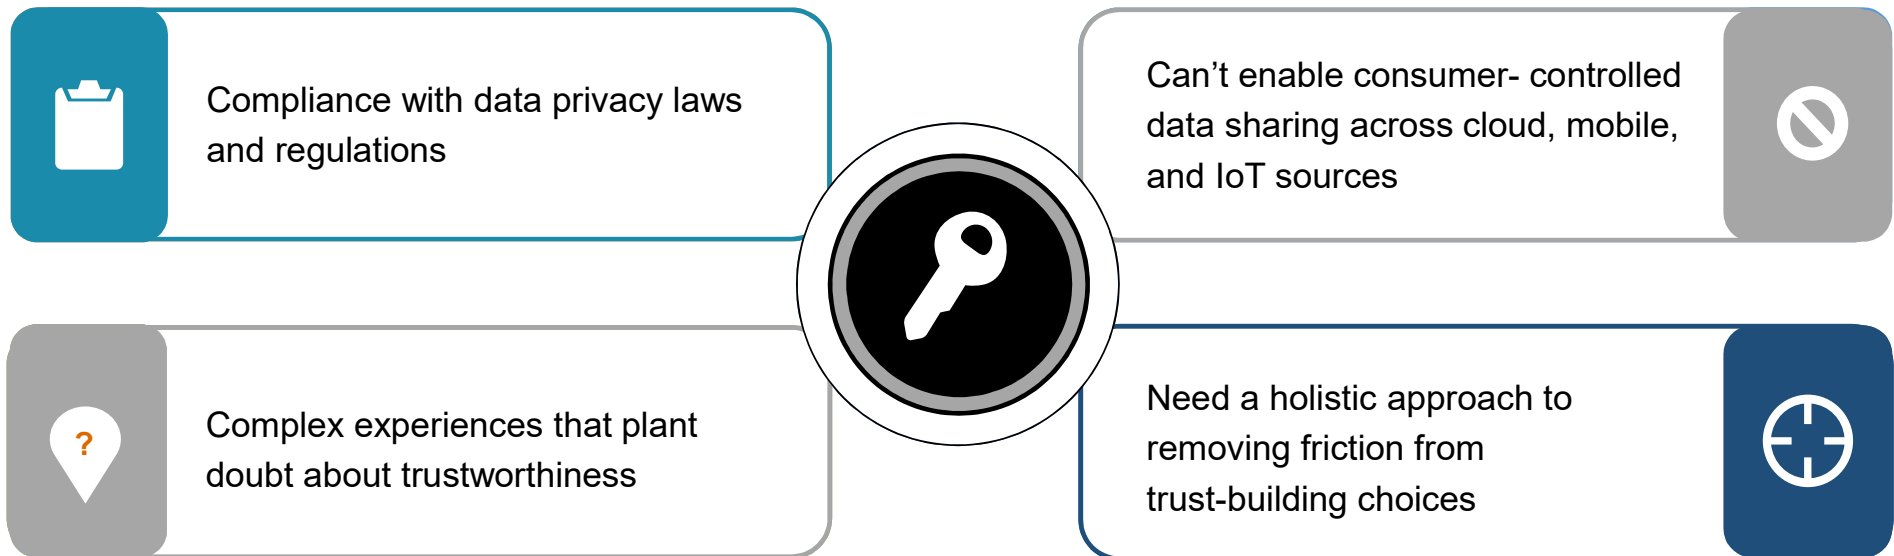 Compliance with data privacy laws
and regulations
Can’t enable consumer- controlled
data sharing across cloud, mobile,
and IoT sources
?
Complex experiences that plant
doubt about trustworthiness
Need a holistic approach to
removing friction from
trust-building choices